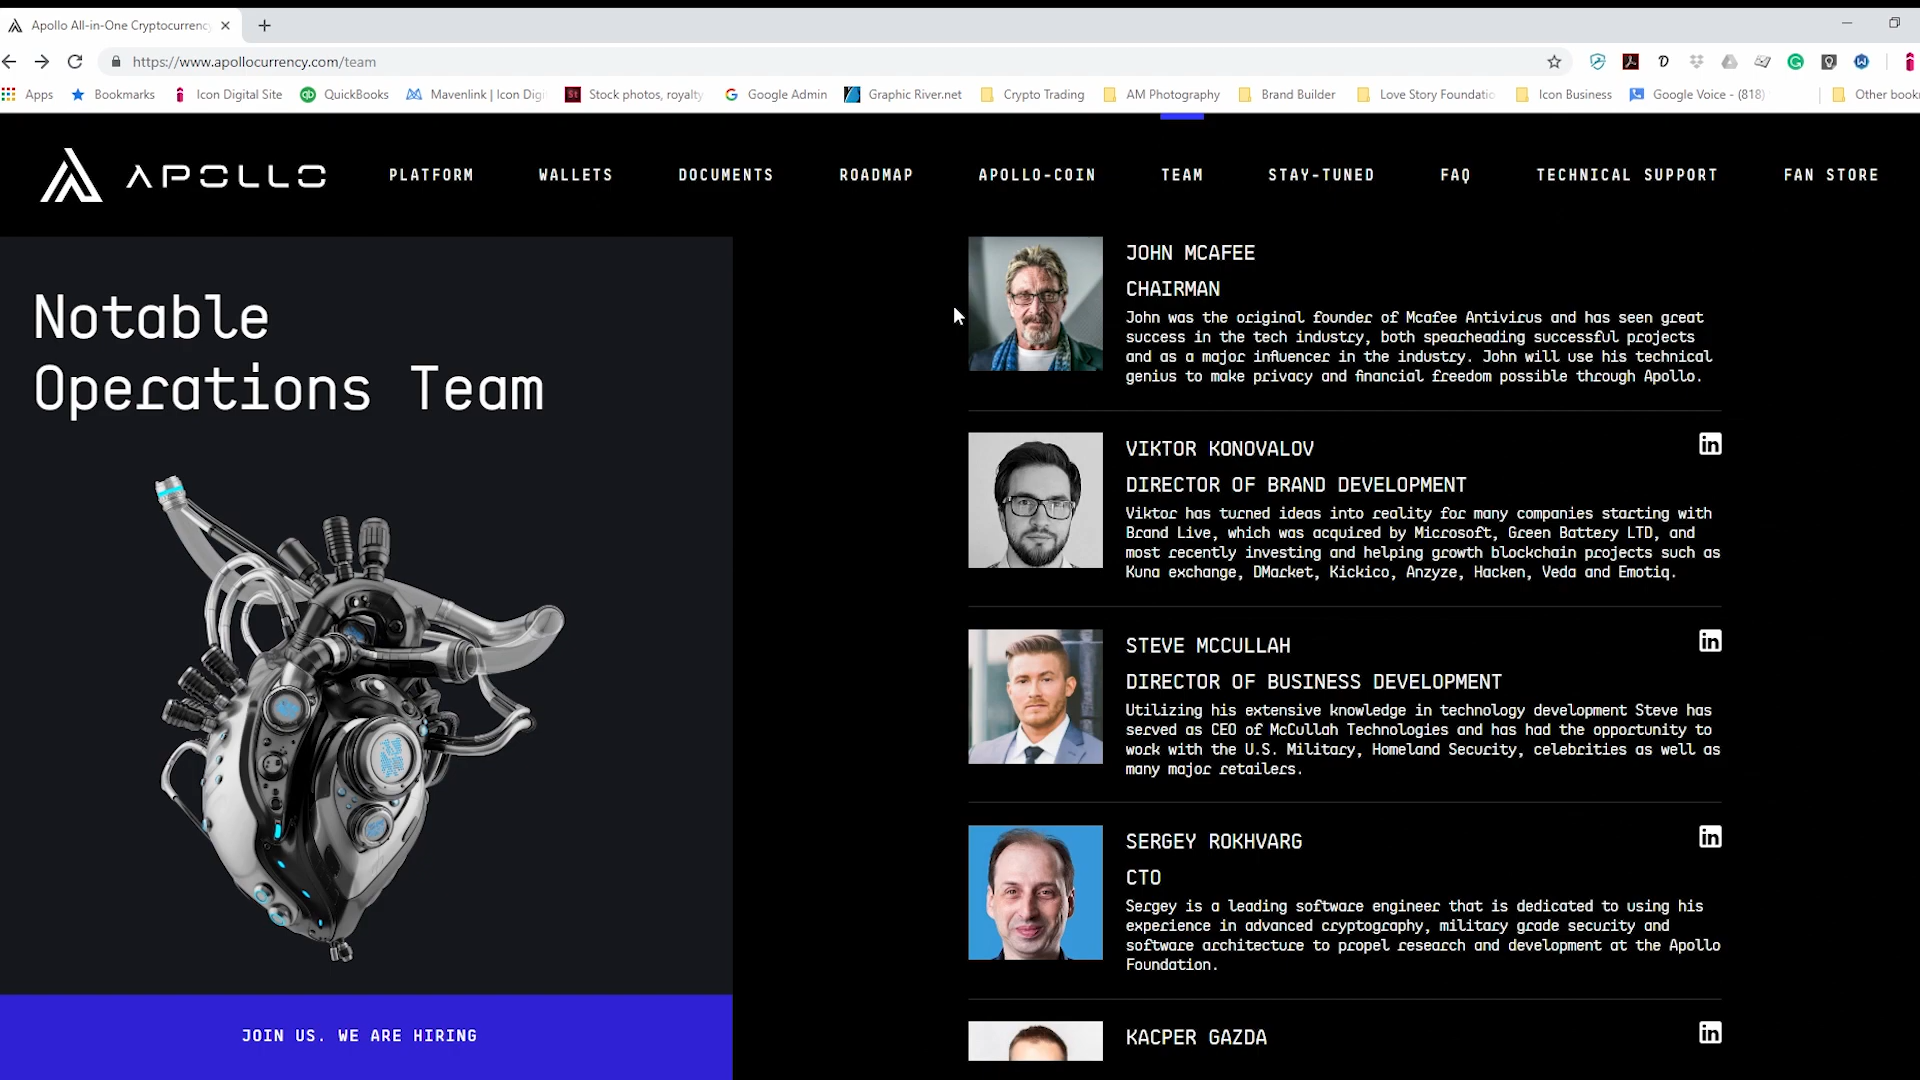 Apollo All-in-One Cryptocurrency
https://www.apollocurrency.com/team
Apps Bookmarks Icon Digital Site QuickBooks Mavenlink | Icon Digi Stock photos, royalty Google Admin Graphic River.net Crypto Trading AM Photography Brand Builder Love Story Foundatio Icon Business Google Voice - (818) Other book
APOLLO
PLATFORM WALLETS DOCUMENTS ROADMAP APOLLO-COIN TEAM STAY-TUNED FAQ TECHNICAL SUPPORT FAN STORE
Notable
Operations Team
JOIN US. WE ARE HIRING
JOHN MCAFEE
CHAIRMAN
John was the original founder of Mcafee Antivirus and has seen great
success in the tech industry, both spearheading successful projects
and as a major influencer in the industry. John will use his technical
genius to make privacy and financial freedom possible through Apollo.
VIKTOR KONOVALOV
DIRECTOR OF BRAND DEVELOPMENT
Viktor has turned ideas into reality for many companies starting with
Brand Live, which was acquired by Microsoft, Green Battery LTD, and
most recently investing and helping growth blockchain projects such as
Kuna exchange, DMarket, Kickico, Anzyze, Hacken, Veda and Emotiq.
STEVE MCCULLAH
DIRECTOR OF BUSINESS DEVELOPMENT
Utilizing his extensive knowledge in technology development Steve has
served as CEO of McCullah Technologies and has had the opportunity to
work with the U.S. Military, Homeland Security, celebrities as well as
many major retailers.
SERGEY ROKHVARG
CTO
Sergey is a leading software engineer that is dedicated to using his
experience in advanced cryptography, military grade security and
software architecture to propel research and development at the Apollo
Foundation.
KACPER GAZDA